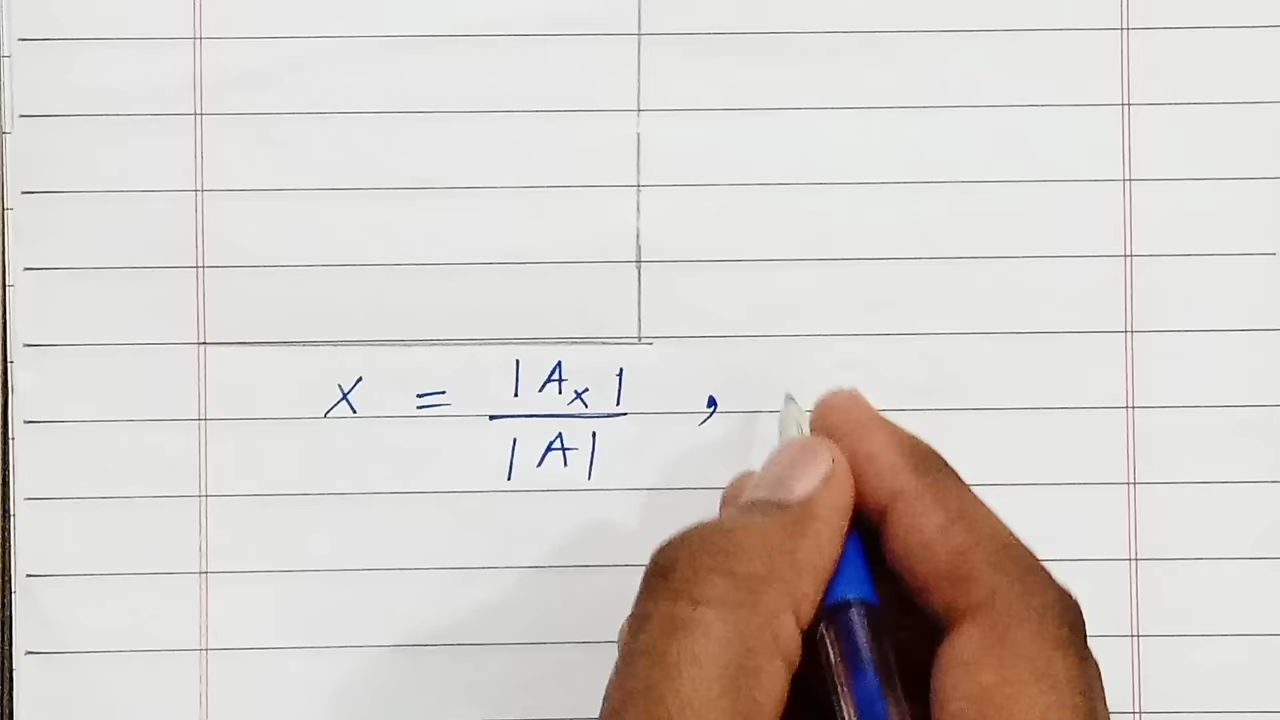 x = |Ax| / |A| ,